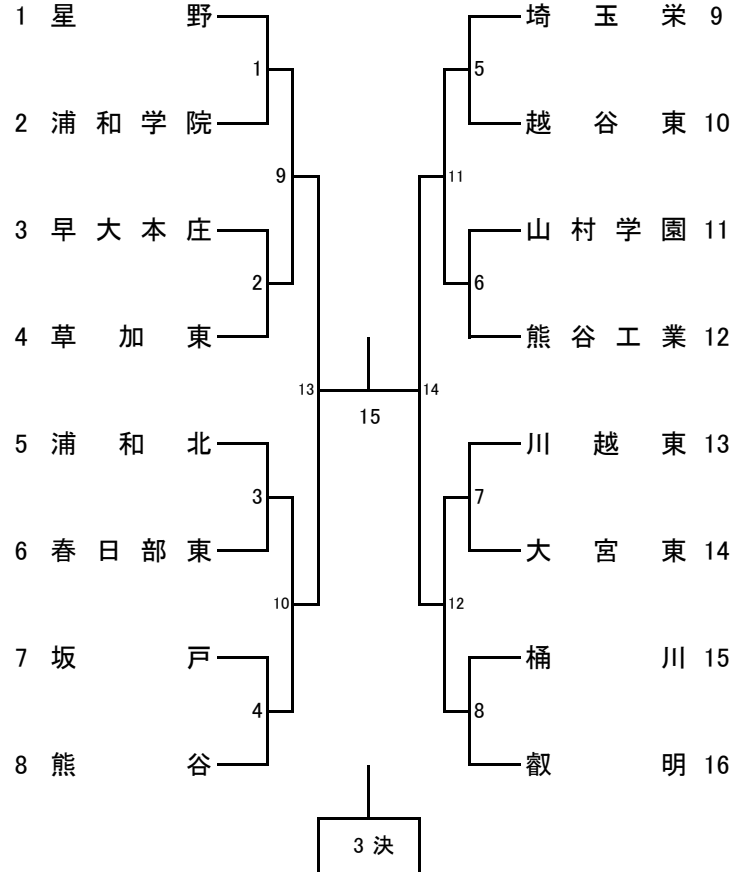 1 星野 埼玉栄 9
1 5
2 浦和学院 越谷東 10
9 11
3 早大本庄 山村学園 11
2 6
4 草加東 熊谷工業 12
13 14
15
5 浦和北 川越東 13
3 7
6 春日部東 大宮東 14
10 12
7 坂戸 桶川 15
4 8
8 熊谷 叡明 16
3決